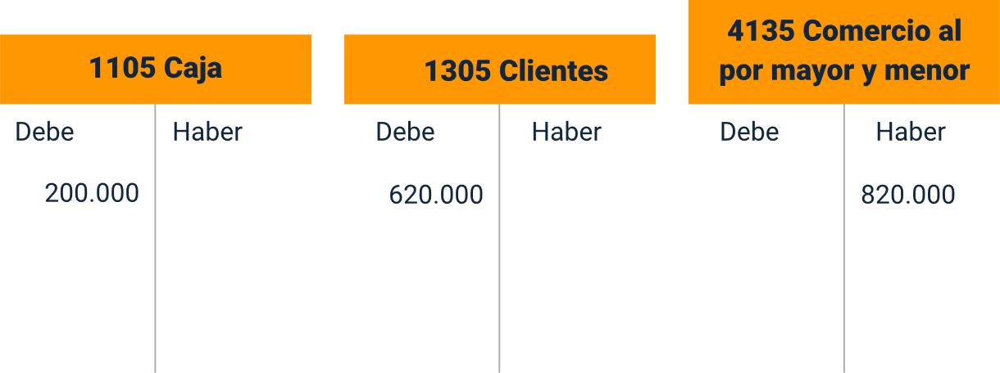 1105 Caja
Debe
Haber
200.000
1305 Clientes
Debe
Haber
620.000
4135 Comercio al
por mayor y menor
Debe
Haber
820.000